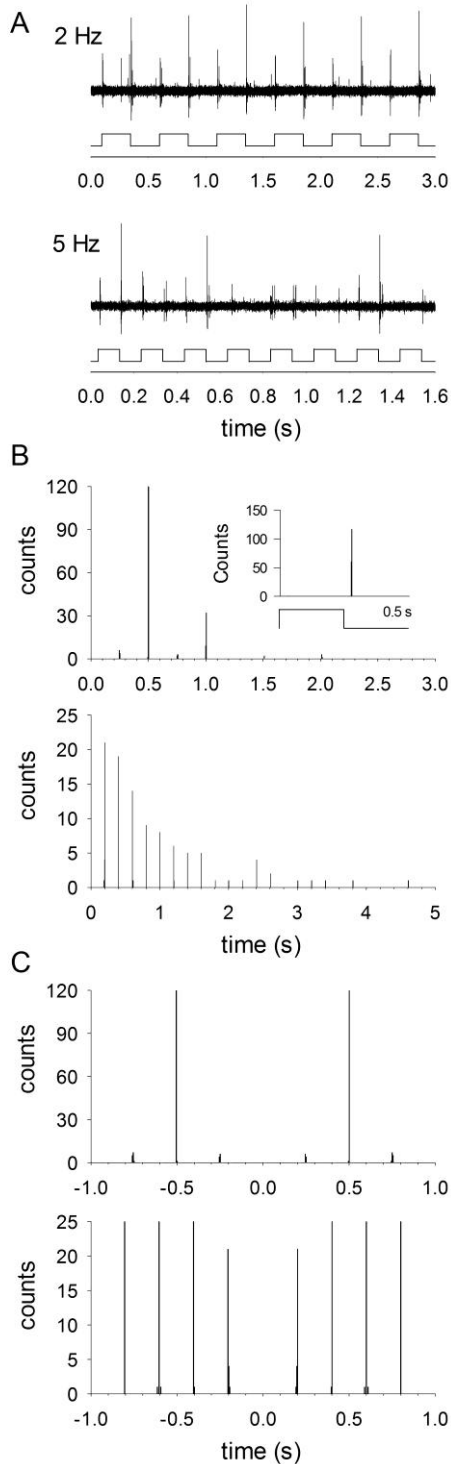 A
2 Hz
0.0 0.5 1.0 1.5 2.0 2.5 3.0
5 Hz
0.0 0.2 0.4 0.6 0.8 1.0 1.2 1.4 1.6
time (s)
B
120
90
60
30
0
counts
150
100
50
0
Counts
0.5 s
0.0 0.5 1.0 1.5 2.0 2.5 3.0
25
20
15
10
5
0
counts
0 1 2 3 4 5
time (s)
C
120
90
60
30
0
counts
-1.0 -0.5 0.0 0.5 1.0
25
20
15
10
5
0
counts
-1.0 -0.5 0.0 0.5 1.0
time (s)